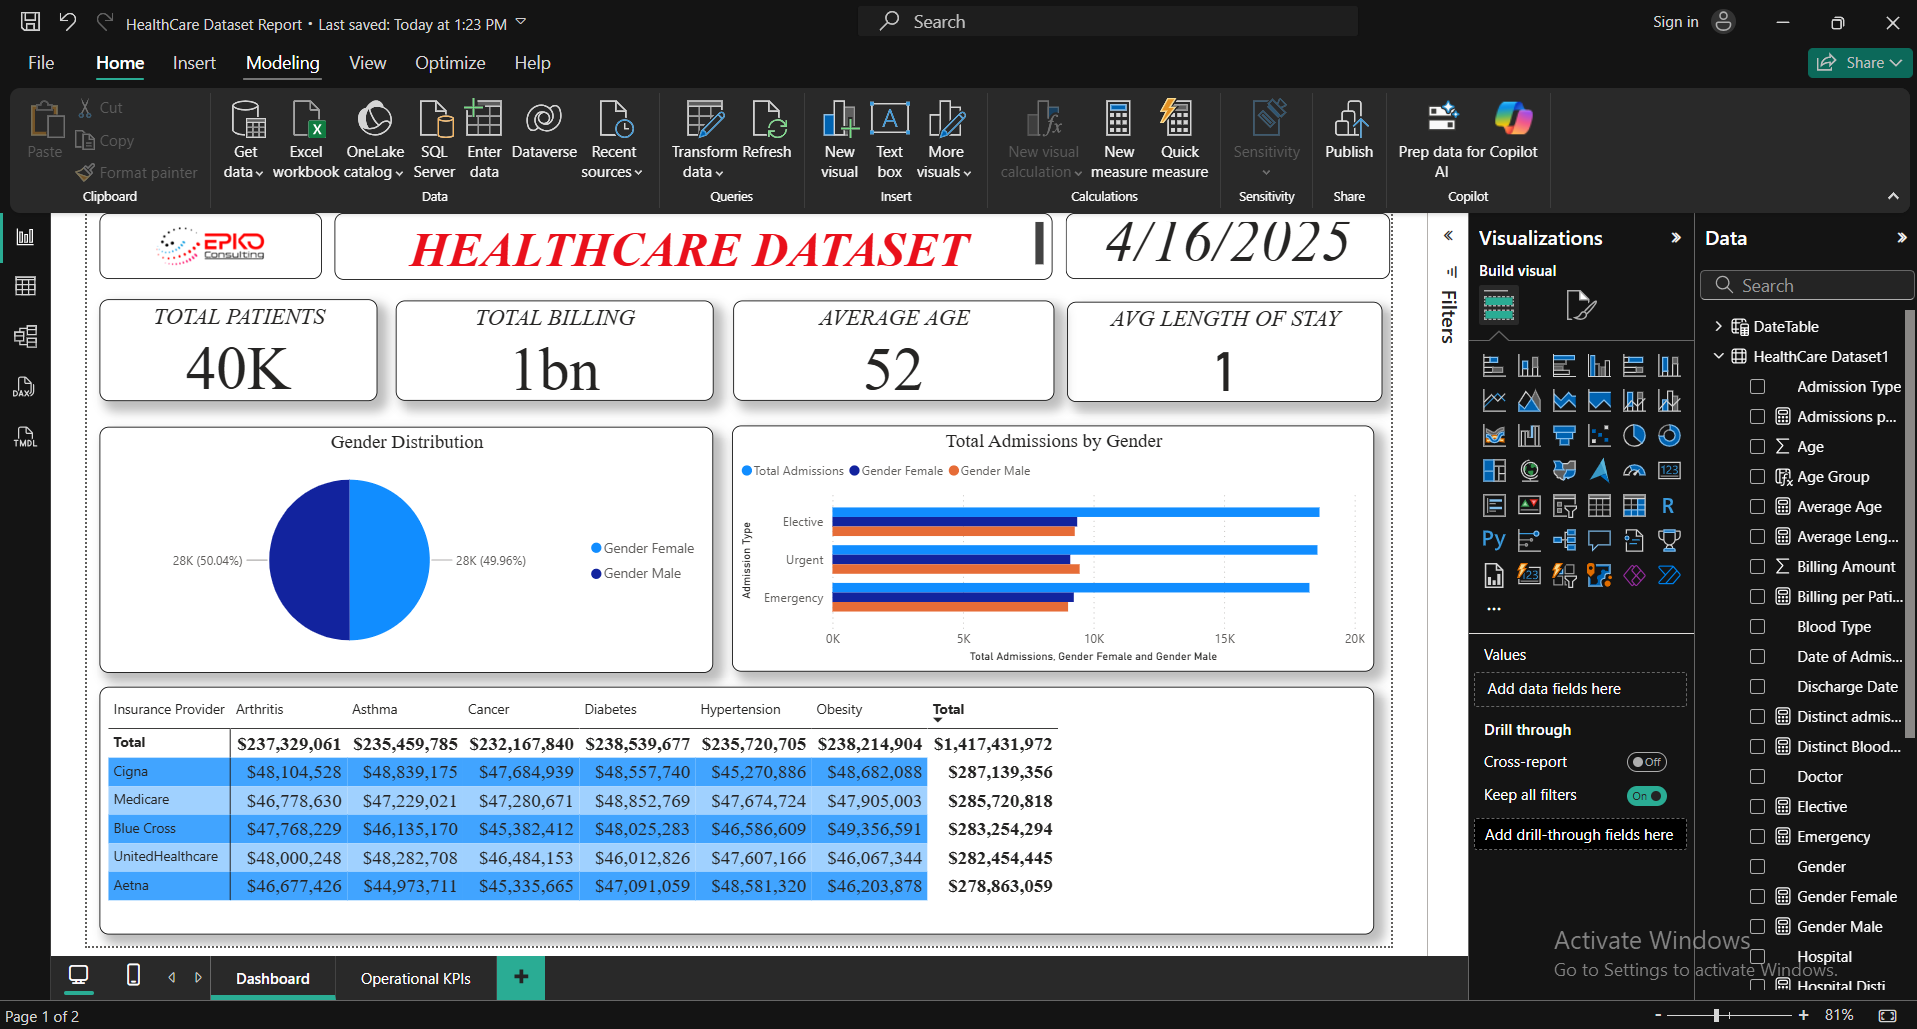 HealthCare Dataset Report • Last saved: Today at 1:23 PM
Search
Sign in
File Home Insert Modeling View Optimize Help
Share
Paste
Cut
Copy
Format painter
Clipboard
Get data
Excel workbook
OneLake catalog
SQL Server
Enter data
Dataverse
Recent sources
Data
Transform data
Refresh
Queries
New visual
Text box
More visuals
Insert
New visual calculation
New measure
Quick measure
Calculations
Sensitivity
Sensitivity
Publish
Share
Prep data for AI
Copilot
Copilot
DAX
TMDL
EPIKO
Consulting
HEALTHCARE DATASET
4/16/2025
TOTAL PATIENTS
40K
TOTAL BILLING
1bn
AVERAGE AGE
52
AVG LENGTH OF STAY
1
Gender Distribution
28K (50.04%)
28K (49.96%)
Gender Female
Gender Male
Total Admissions by Gender
Total Admissions Gender Female Gender Male
Admission Type
Elective
Urgent
Emergency
0K 5K 10K 15K 20K
Total Admissions, Gender Female and Gender Male
Insurance Provider Arthritis Asthma Cancer Diabetes Hypertension Obesity Total
Total $237,329,061 $235,459,785 $232,167,840 $238,539,677 $235,720,705 $238,214,904 $1,417,431,972
Cigna $48,104,528 $48,839,175 $47,684,939 $48,557,740 $45,270,886 $48,682,088 $287,139,356
Medicare $46,778,630 $47,229,021 $47,280,671 $48,852,769 $47,674,724 $47,905,003 $285,720,818
Blue Cross $47,768,229 $46,135,170 $45,382,412 $48,025,283 $46,586,609 $49,356,591 $283,254,294
UnitedHealthcare $48,000,248 $48,282,708 $46,484,153 $46,012,826 $47,607,166 $46,067,344 $282,454,445
Aetna $46,677,426 $44,973,711 $45,335,665 $47,091,059 $48,581,320 $46,203,878 $278,863,059
Filters
Visualizations
Build visual
123
R
Py
123
...
Values
Add data fields here
Drill through
Cross-report
Off
Keep all filters
On
Add drill-through fields here
Data
Search
DateTable
HealthCare Dataset1
Admission Type
Admissions p...
Age
Age Group
Average Age
Average Leng...
Billing Amount
Billing per Pati...
Blood Type
Date of Admis...
Discharge Date
Distinct admis...
Distinct Blood...
Doctor
Elective
Emergency
Gender
Gender Female
Gender Male
Hospital
Hospital Disti
Activate Windows
Go to Settings to activate Windows.
Dashboard
Operational KPIs
+
Page 1 of 2
- + 81%